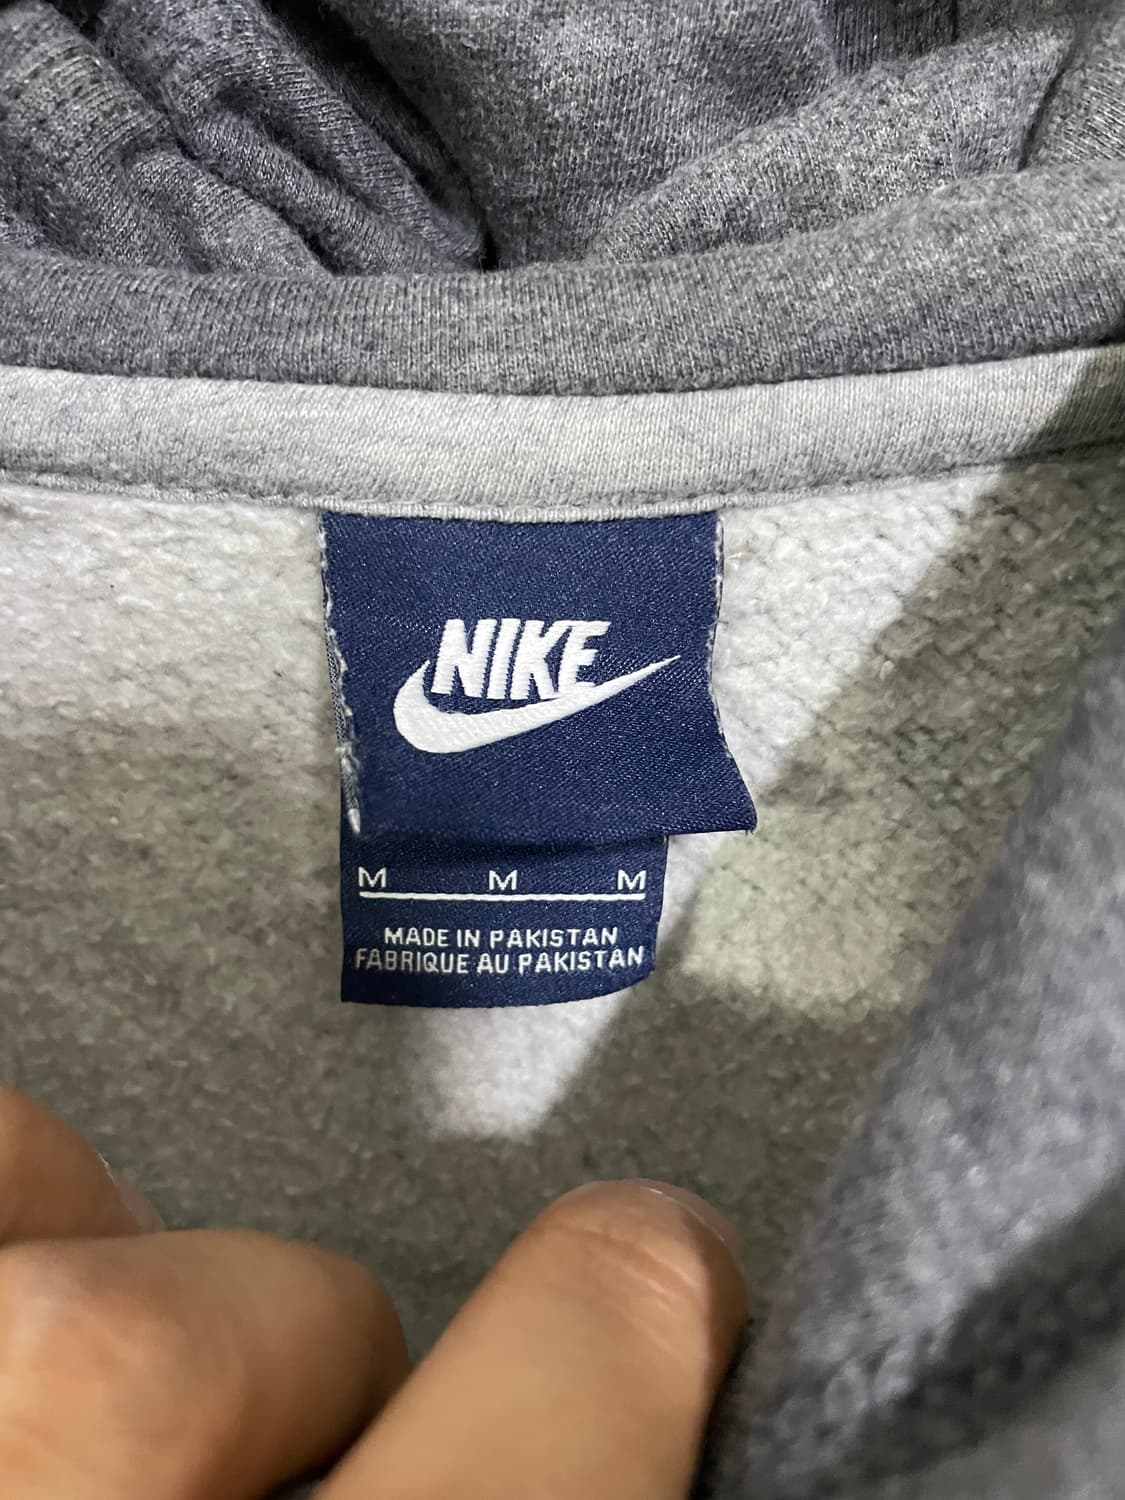 NIKE
M M M
MADE IN PAKISTAN
FABRIQUE AU PAKISTAN